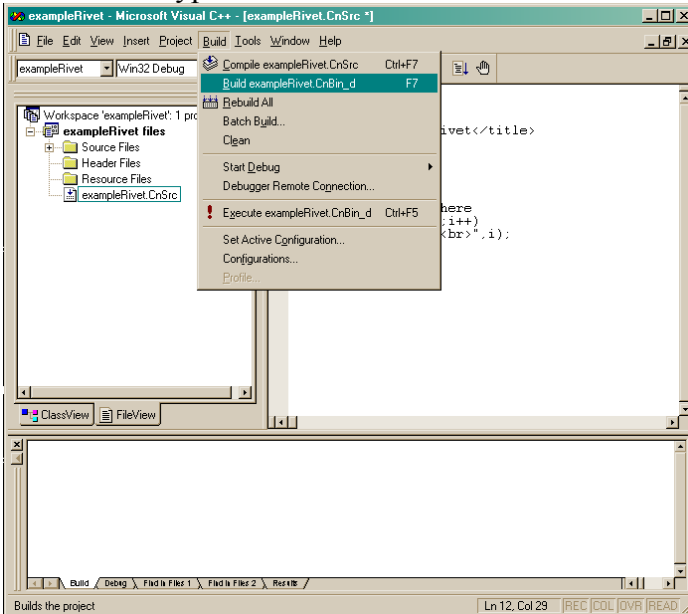 exampleRivet - Microsoft Visual C++ - [exampleRivet.CnSrc *]
File Edit View Insert Project Build Tools Window Help
exampleRivet Win32 Debug
Compile exampleRivet.CnSrc Ctrl+F7
Build exampleRivet.CnBin_d F7
Rebuild All
Batch Build...
Clean
Start Debug
Debugger Remote Connection...
Execute exampleRivet.CnBin_d Ctrl+F5
Set Active Configuration...
Configurations...
Profile...
Workspace 'exampleRivet': 1 pro
exampleRivet files
Source Files
Header Files
Resource Files
exampleRivet.CnSrc
ivet</title>
here
;i++)
<br>",i);
ClassView FileView
Build Debug Find in Files 1 Find in Files 2 Results
Builds the project Ln 12, Col 29 REC COL OVR READ